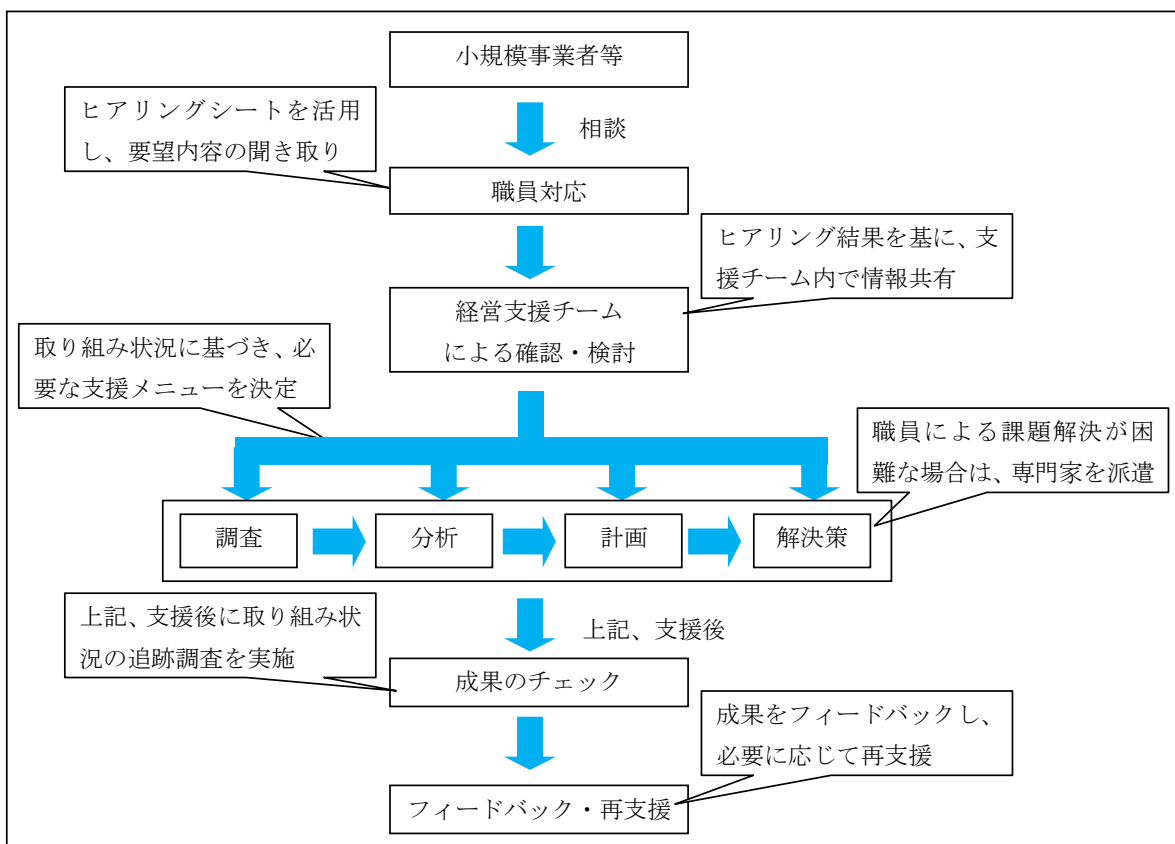 小規模事業者等
ヒアリングシートを活用
し、要望内容の聞き取り
相談
職員対応
ヒアリング結果を基に、支
援チーム内で情報共有
経営支援チーム
による確認・検討
取り組み状況に基づき、必
要な支援メニューを決定
職員による課題解決が困
難な場合は、専門家を派遣
調査
分析
計画
解決策
上記、支援後に取り組み状
況の追跡調査を実施
上記、支援後
成果のチェック
成果をフィードバックし、
必要に応じて再支援
フィードバック・再支援